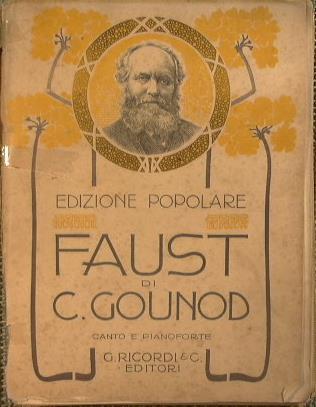 EDIZIONE POPOLARE
FAUST
DI
C. GOUNOD
CANTO E PIANOFORTE
G. RICORDI & C.
EDITORI